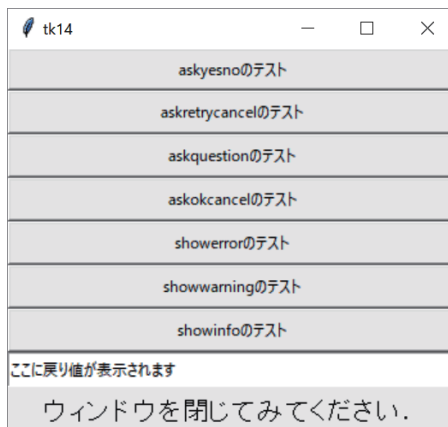 tk14
askyesnoのテスト
askretrycancelのテスト
askquestionのテスト
askokcancelのテスト
showerrorのテスト
showwarningのテスト
showinfoのテスト
ここに戻り値が表示されます
ウィンドウを閉じてみてください.